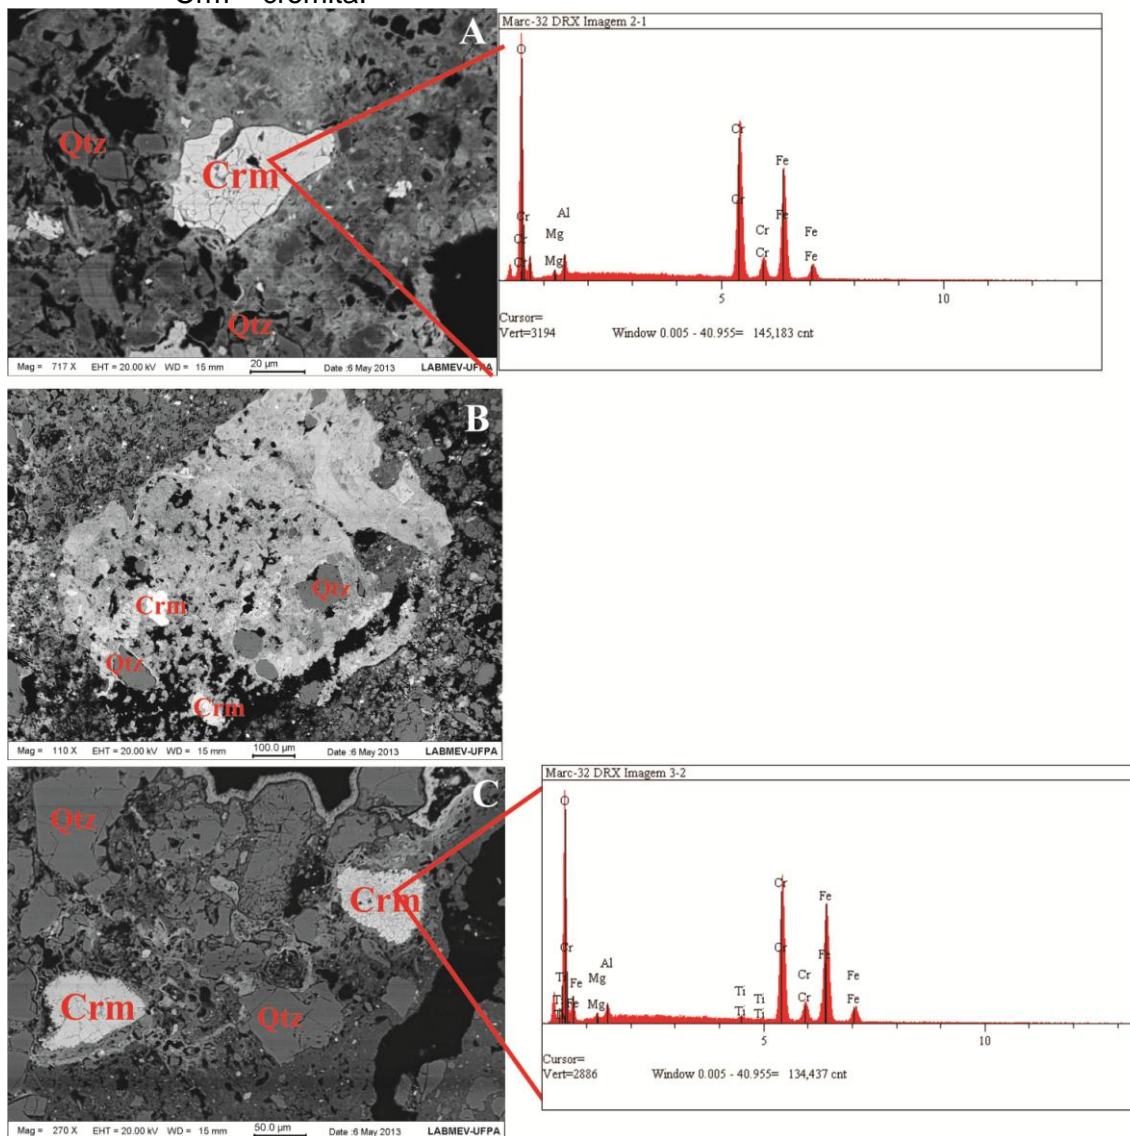 Crm – cromita.
A
Qtz
Crm
Qtz
Mag = 717 X EHT = 20.00 kV WD = 15 mm 20 µm Date :6 May 2013 LABMEV-UFPA
Marc-32 DRX Imagem 2-1
O
Cr
Cr
Cr
Al
Mg
Mg
Cr
Cr
Cr
Cr
Fe
Fe
Fe
Fe
5
10
Cursor=
Vert=3194 Window 0.005 - 40.955= 145,183 cnt
B
Qtz
Crm
Qtz
Crm
Mag = 110 X EHT = 20.00 kV WD = 15 mm 100.0 µm Date :6 May 2013 LABMEV-UFPA
C
Qtz
Crm
Crm
Qtz
Mag = 270 X EHT = 20.00 kV WD = 15 mm 50.0 µm Date :6 May 2013 LABMEV-UFPA
Marc-32 DRX Imagem 3-2
O
Cr
Fe
Fe
Al
Mg
Mg
Ti
Ti
Ti
Ti
Cr
Cr
Cr
Cr
Fe
Fe
Fe
Fe
5
10
Cursor=
Vert=2886 Window 0.005 - 40.955= 134,437 cnt